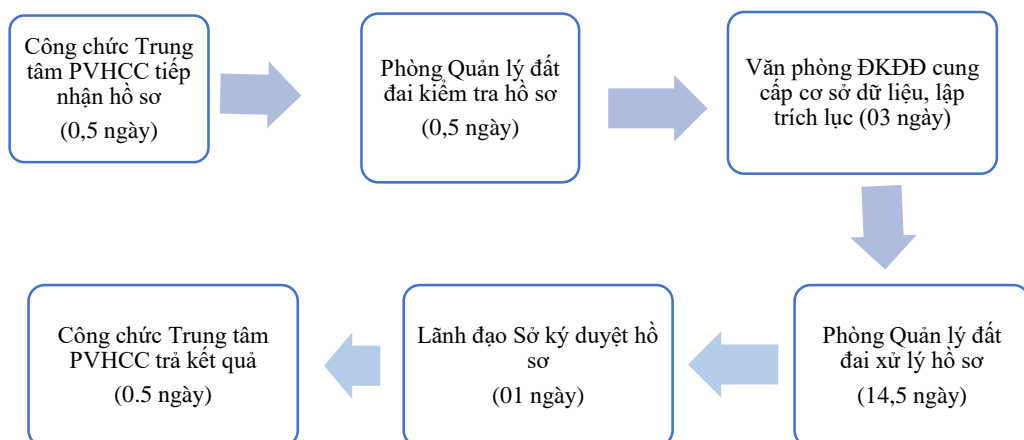 Công chức Trung
tâm PVHCC tiếp
nhận hồ sơ
(0,5 ngày)
Phòng Quản lý đất
đai kiểm tra hồ sơ
(0,5 ngày)
Văn phòng ĐKĐĐ cung
cấp cơ sở dữ liệu, lập
trích lục (03 ngày)
Phòng Quản lý đất
đai xử lý hồ sơ
(14,5 ngày)
Lãnh đạo Sở ký duyệt hồ
sơ
(01 ngày)
Công chức Trung tâm
PVHCC trả kết quả
(0.5 ngày)